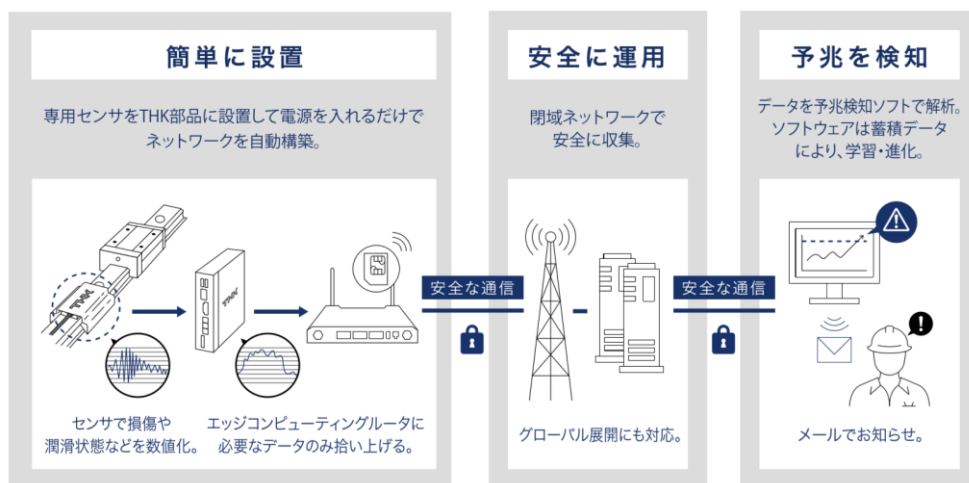 簡単に設置
専用センサをTHK部品に設置して電源を入れるだけで
ネットワークを自動構築。
THK
THK
センサで損傷や
潤滑状態などを数値化。
エッジコンピューティングルータに
必要なデータのみ拾い上げる。
安全な通信
安全に運用
閉域ネットワークで
安全に収集。
グローバル展開にも対応。
安全な通信
予兆を検知
データを予兆検知ソフトで解析。
ソフトウェアは蓄積データ
により、学習・進化。
メールでお知らせ。